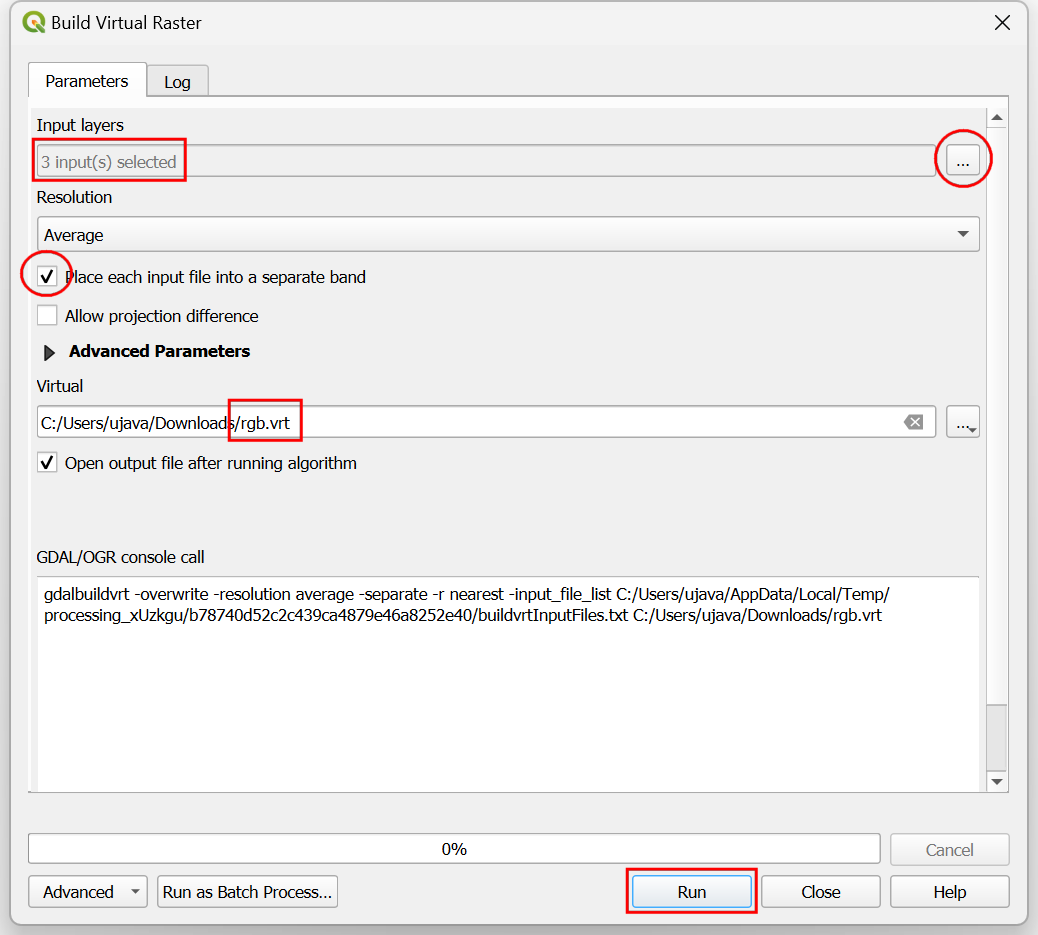 Build Virtual Raster
Parameters
Log
Input layers
3 input(s) selected
...
Resolution
Average
Place each input file into a separate band
Allow projection difference
Advanced Parameters
Virtual
C:/Users/ujava/Downloads/rgb.vrt
...
Open output file after running algorithm
GDAL/OGR console call
gdalbuildvrt -overwrite -resolution average -separate -r nearest -input_file_list C:/Users/ujava/AppData/Local/Temp/
processing_xUzkgu/b78740d52c2c439ca4879e46a8252e40/buildvrtInputFiles.txt C:/Users/ujava/Downloads/rgb.vrt
0%
Cancel
Advanced
Run as Batch Process...
Run
Close
Help